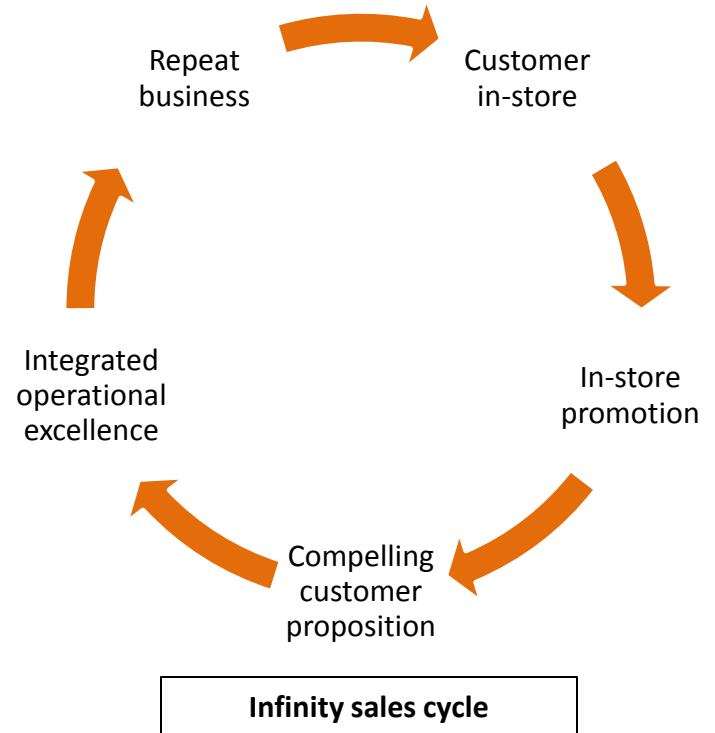 Repeat
business
Customer
in-store
In-store
promotion
Compelling
customer
proposition
Integrated
operational
excellence
Infinity sales cycle